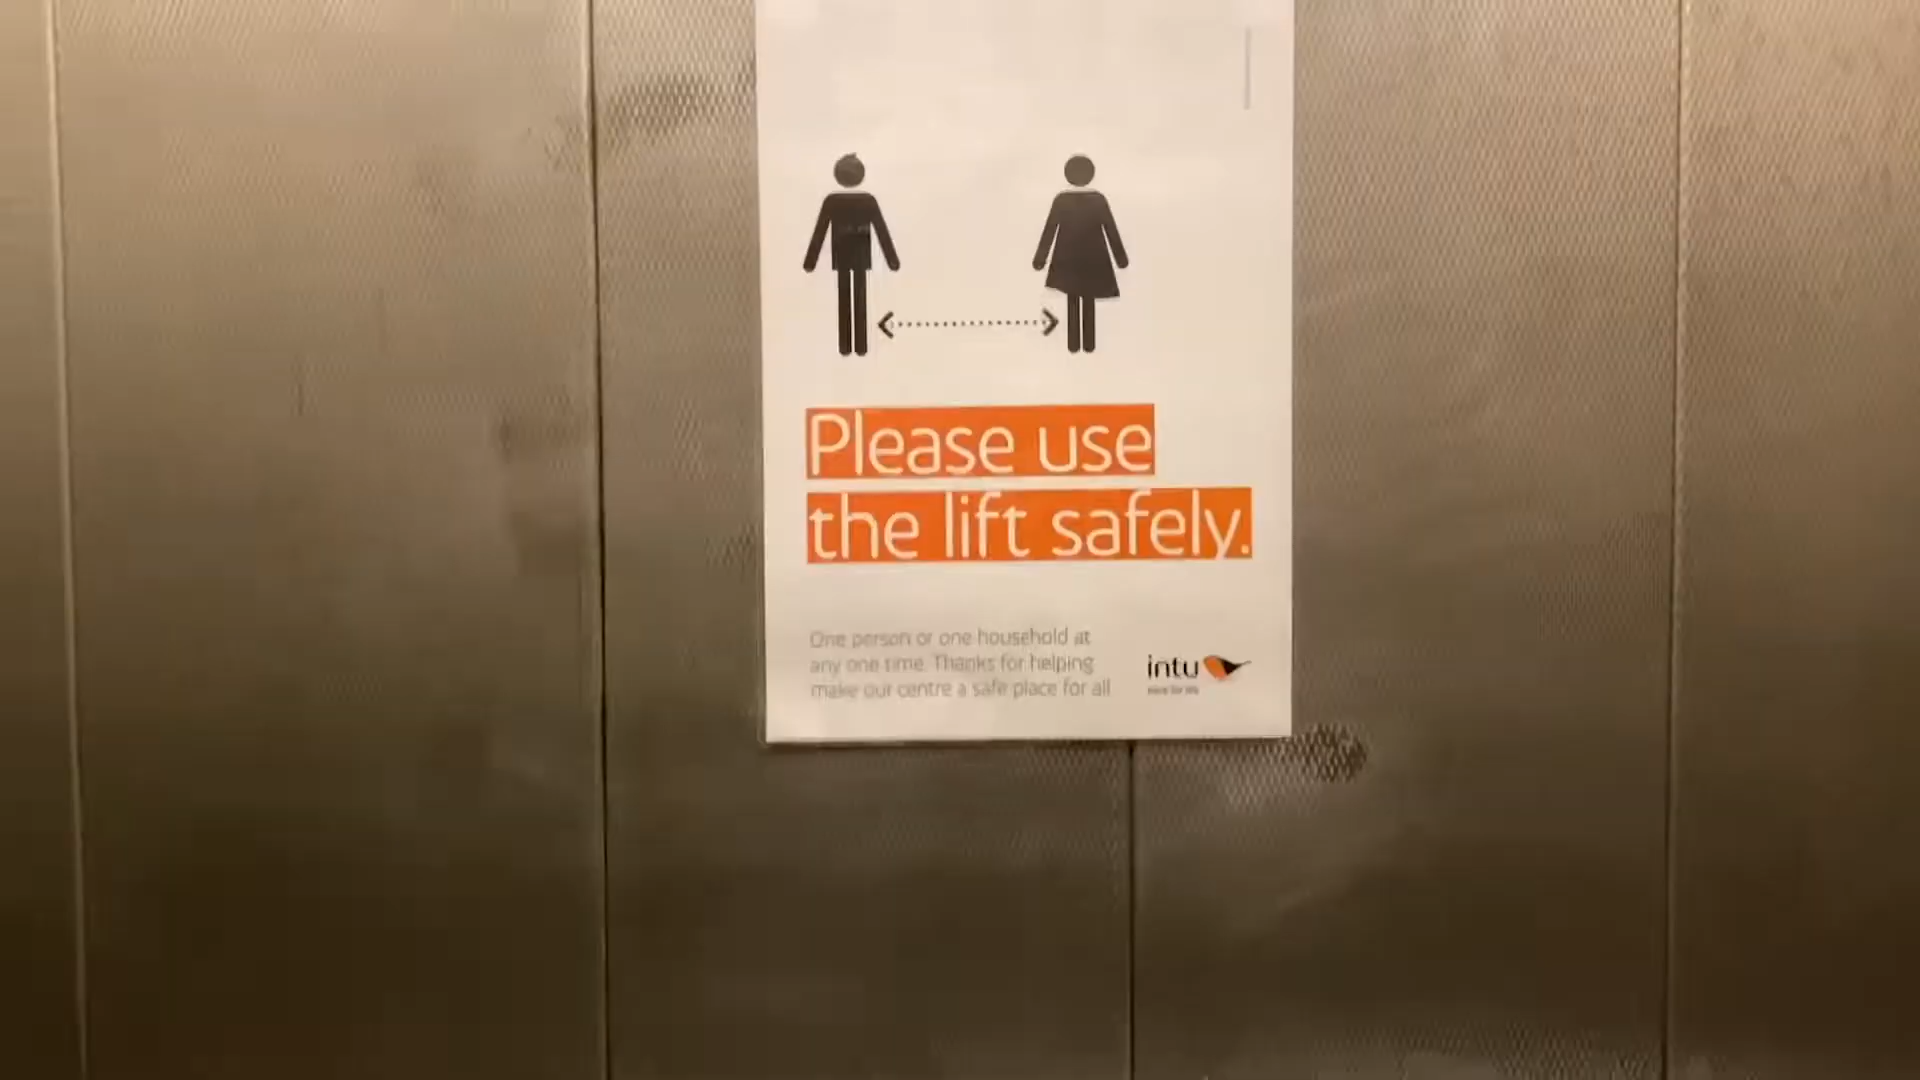 Please use
the lift safely.
One person or one household at
any one time. Thanks for helping
make our centre a safe place for all
intu